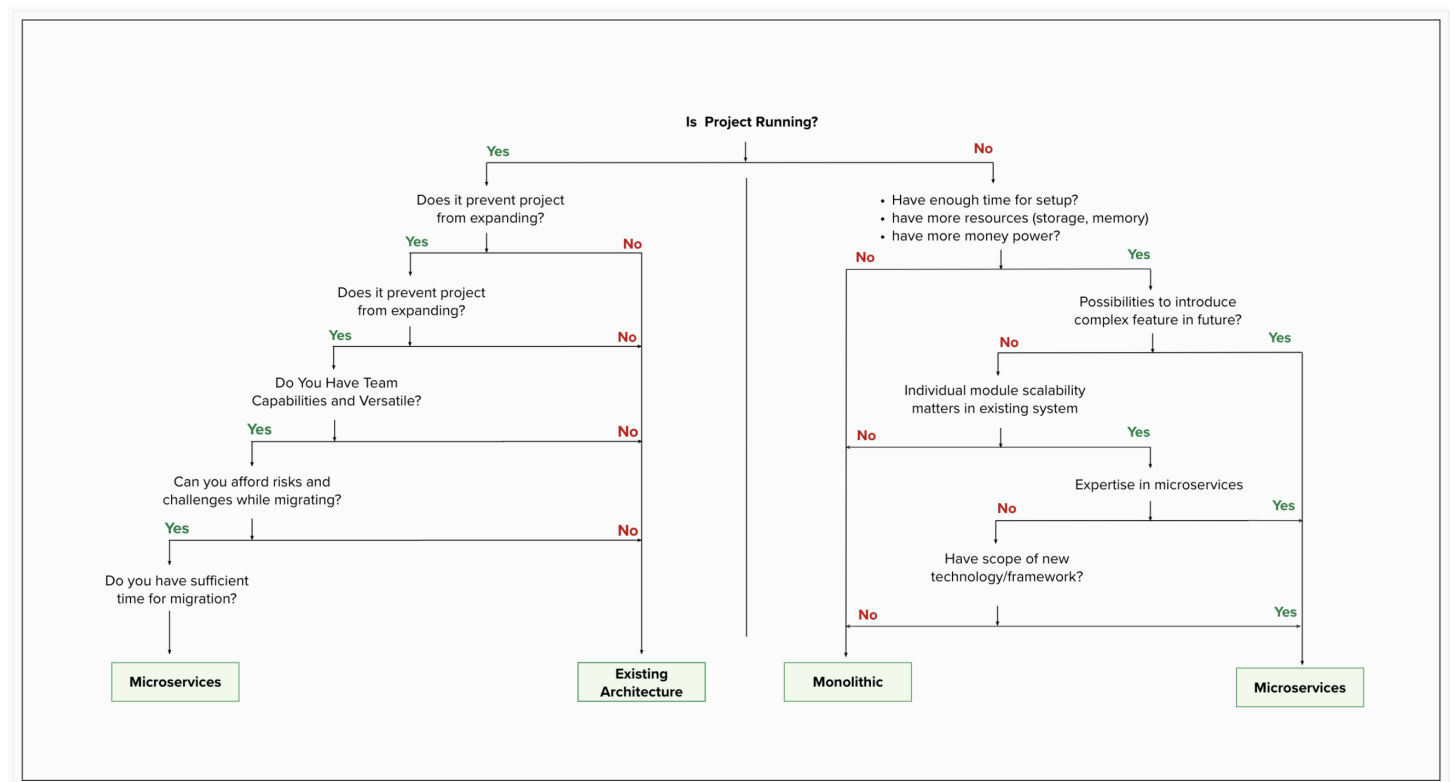 Is Project Running?
Yes
No
Does it prevent project
from expanding?
• Have enough time for setup?
• have more resources (storage, memory)
• have more money power?
Yes
No
No
Yes
Does it prevent project
from expanding?
Possibilities to introduce
complex feature in future?
Yes
No
No
Yes
Do You Have Team
Capabilities and Versatile?
Individual module scalability
matters in existing system
Yes
No
No
Yes
Can you afford risks and
challenges while migrating?
Expertise in microservices
No
Yes
Yes
No
Have scope of new
technology/framework?
Do you have sufficient
time for migration?
No
Yes
Microservices
Existing
Architecture
Monolithic
Microservices